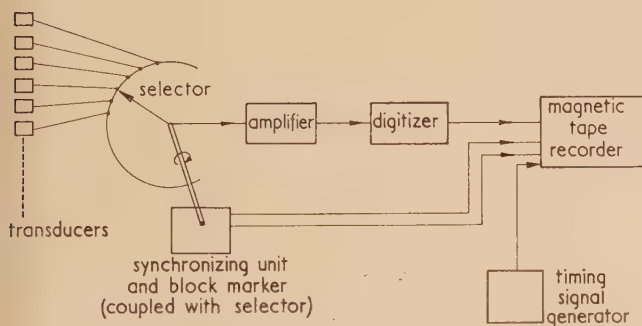 selector
amplifier
digitizer
magnetic
tape
recorder
transducers
synchronizing unit
and block marker
(coupled with selector)
timing
signal
generator